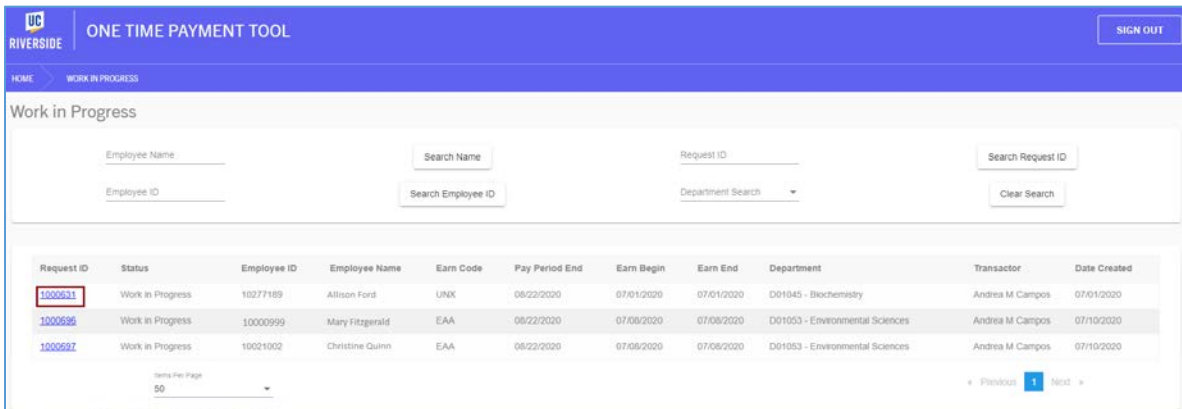 UC
RIVERSIDE
ONE TIME PAYMENT TOOL
SIGN OUT
HOME WORK IN PROGRESS
Work in Progress
Employee Name Search Name Request ID Search Request ID
Employee ID Search Employee ID Department Search Clear Search
Request ID Status Employee ID Employee Name Earn Code Pay Period End Earn Begin Earn End Department Transactor Date Created
1000631 Work in Progress 10277189 Allison Ford UNX 08/22/2020 07/01/2020 07/01/2020 D01045 - Biochemistry Andrea M Campos 07/01/2020
1000696 Work in Progress 10000999 Mary Fitzgerald EAA 08/22/2020 07/08/2020 07/08/2020 D01053 - Environmental Sciences Andrea M Campos 07/10/2020
1000697 Work in Progress 10021002 Christine Quinn EAA 08/22/2020 07/08/2020 07/08/2020 D01053 - Environmental Sciences Andrea M Campos 07/10/2020
Items Per Page
50
« Previous 1 Next »